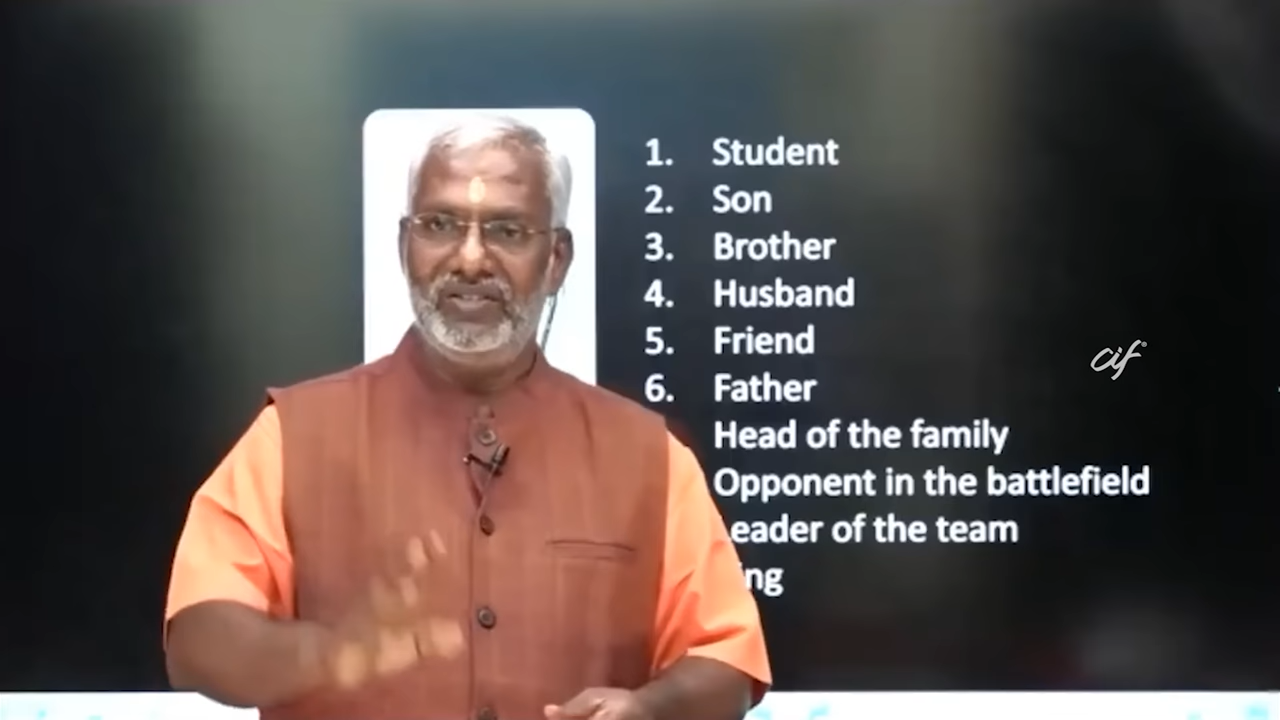 1. Student
2. Son
3. Brother
4. Husband
5. Friend
6. Father
Head of the family
Opponent in the battlefield
eader of the team
ing
cif